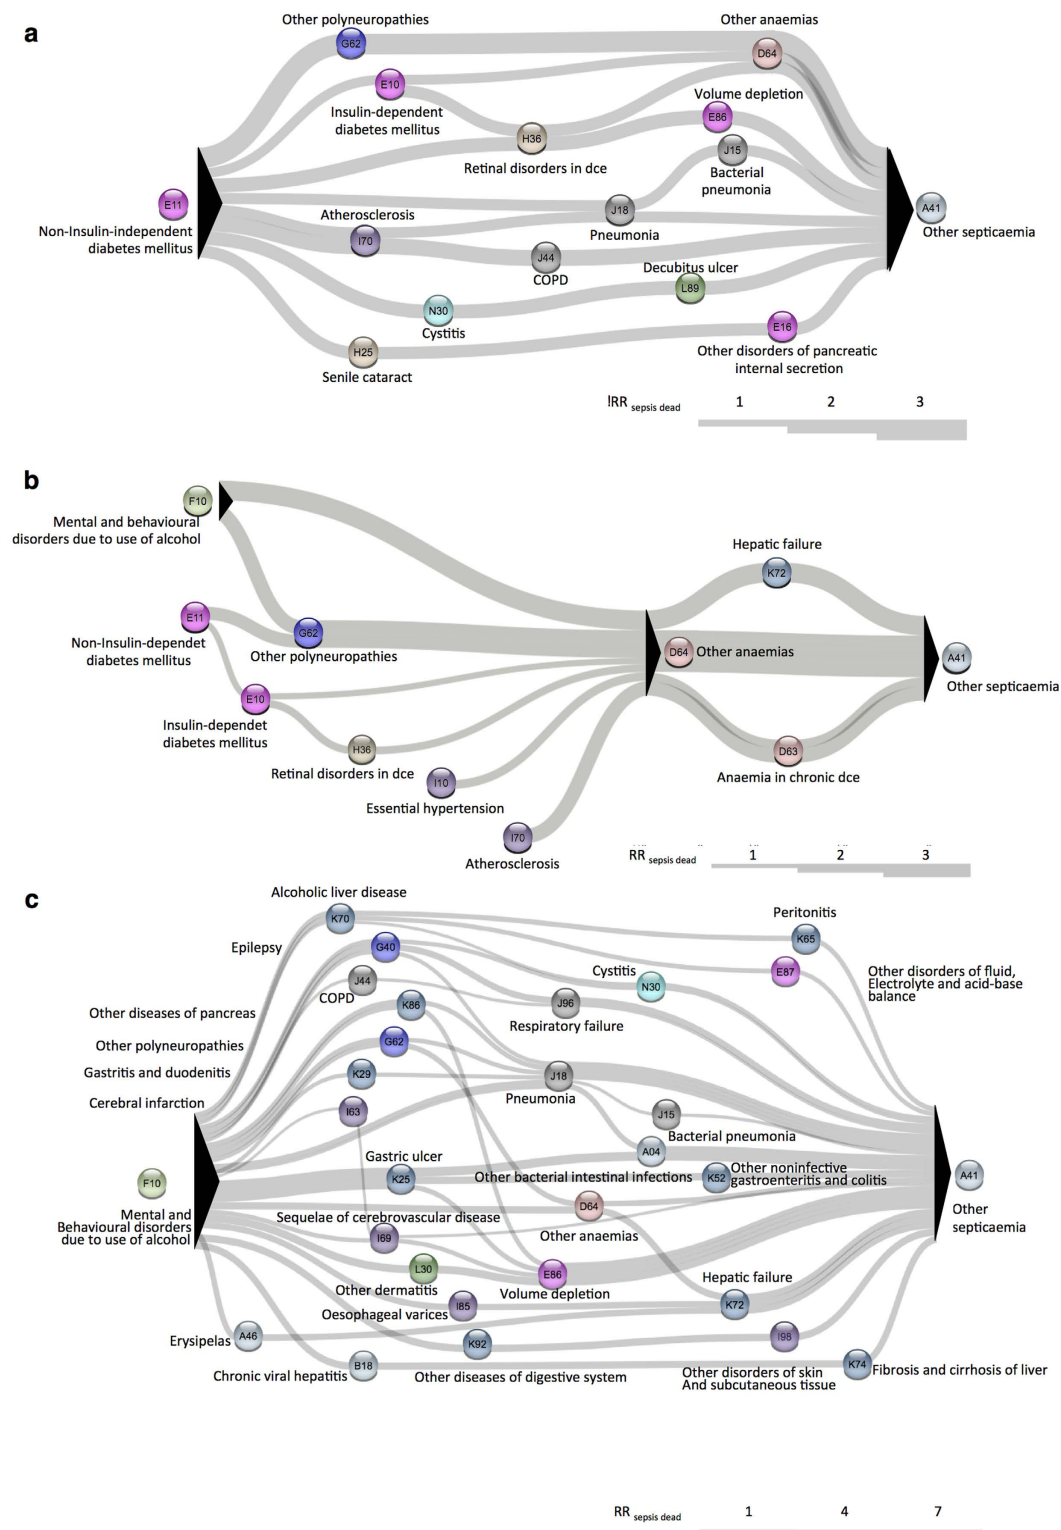 a
Other polyneuropathies
Other anaemias
G62
D64
E10
Insulin-dependent
diabetes mellitus
Volume depletion
E86
H36
Retinal disorders in dce
J15
Bacterial
pneumonia
E11
Non-Insulin-independent
diabetes mellitus
Atherosclerosis
I70
J18
Pneumonia
A41
Other septicaemia
J44
COPD
Decubitus ulcer
L89
N30
Cystitis
E16
Other disorders of pancreatic
internal secretion
H25
Senile cataract
!RR sepsis dead 1 2 3
b
F10
Mental and behavioural
disorders due to use of alcohol
Hepatic failure
K72
E11
Non-Insulin-dependet
diabetes mellitus
G62
Other polyneuropathies
D64 Other anaemias
A41
Other septicaemia
E10
Insulin-dependet
diabetes mellitus
H36
Retinal disorders in dce
D63
Anaemia in chronic dce
I10
Essential hypertension
I70
Atherosclerosis
RR sepsis dead 1 2 3
c
Alcoholic liver disease
K70
Peritonitis
K65
Epilepsy
G40
Cystitis
N30
E87
Other disorders of fluid,
Electrolyte and acid-base
balance
J44
COPD
K86
J96
Respiratory failure
Other diseases of pancreas
Other polyneuropathies
G62
Gastritis and duodenitis
K29
J18
Pneumonia
Cerebral infarction
I63
J15
Bacterial pneumonia
A04
Gastric ulcer
K25
Other bacterial intestinal infections
K52
Other noninfective
gastroenteritis and colitis
F10
Mental and
Behavioural disorders
due to use of alcohol
A41
Other
septicaemia
D64
Other anaemias
Sequelae of cerebrovascular disease
I69
L30
Other dermatitis
E86
Volume depletion
Hepatic failure
K72
Oesophageal varices
I85
Erysipelas
A46
K92
Other diseases of digestive system
I98
Other disorders of skin
And subcutaneous tissue
Chronic viral hepatitis
B18
K74
Fibrosis and cirrhosis of liver
RR sepsis dead 1 4 7